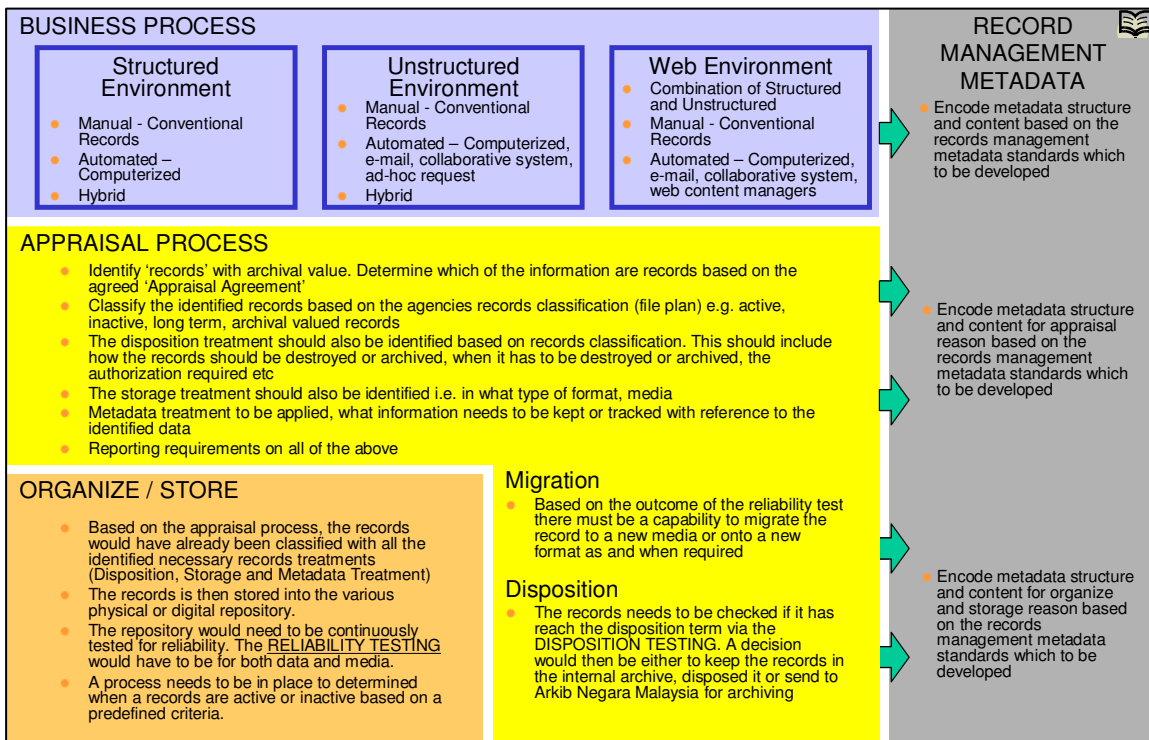 BUSINESS PROCESS
Structured
Environment
Manual - Conventional
Records
Automated –
Computerized
Hybrid
Unstructured
Environment
Manual - Conventional
Records
Automated – Computerized,
e-mail, collaborative system,
ad-hoc request
Hybrid
Web Environment
Combination of Structured
and Unstructured
Manual - Conventional
Records
Automated – Computerized,
e-mail, collaborative system,
web content managers
RECORD
MANAGEMENT
METADATA
Encode metadata structure
and content based on the
records management
metadata standards which
to be developed
APPRAISAL PROCESS
Identify ‘records’ with archival value. Determine which of the information are records based on the
agreed ‘Appraisal Agreement’
Classify the identified records based on the agencies records classification (file plan) e.g. active,
inactive, long term, archival valued records
The disposition treatment should also be identified based on records classification. This should include
how the records should be destroyed or archived, when it has to be destroyed or archived, the
authorization required etc
The storage treatment should also be identified i.e. in what type of format, media
Metadata treatment to be applied, what information needs to be kept or tracked with reference to the
identified data
Reporting requirements on all of the above
Encode metadata structure
and content for appraisal
reason based on the
records management
metadata standards which
to be developed
ORGANIZE / STORE
Based on the appraisal process, the records
would have already been classified with all the
identified necessary records treatments
(Disposition, Storage and Metadata Treatment)
The records is then stored into the various
physical or digital repository.
The repository would need to be continuously
tested for reliability. The RELIABILITY TESTING
would have to be for both data and media.
A process needs to be in place to determined
when a records are active or inactive based on a
predefined criteria.
Migration
Based on the outcome of the reliability test
there must be a capability to migrate the
record to a new media or onto a new
format as and when required
Disposition
The records needs to be checked if it has
reach the disposition term via the
DISPOSITION TESTING. A decision
would then be either to keep the records in
the internal archive, disposed it or send to
Arkib Negara Malaysia for archiving
Encode metadata structure
and content for organize
and storage reason based
on the records
management metadata
standards which to be
developed